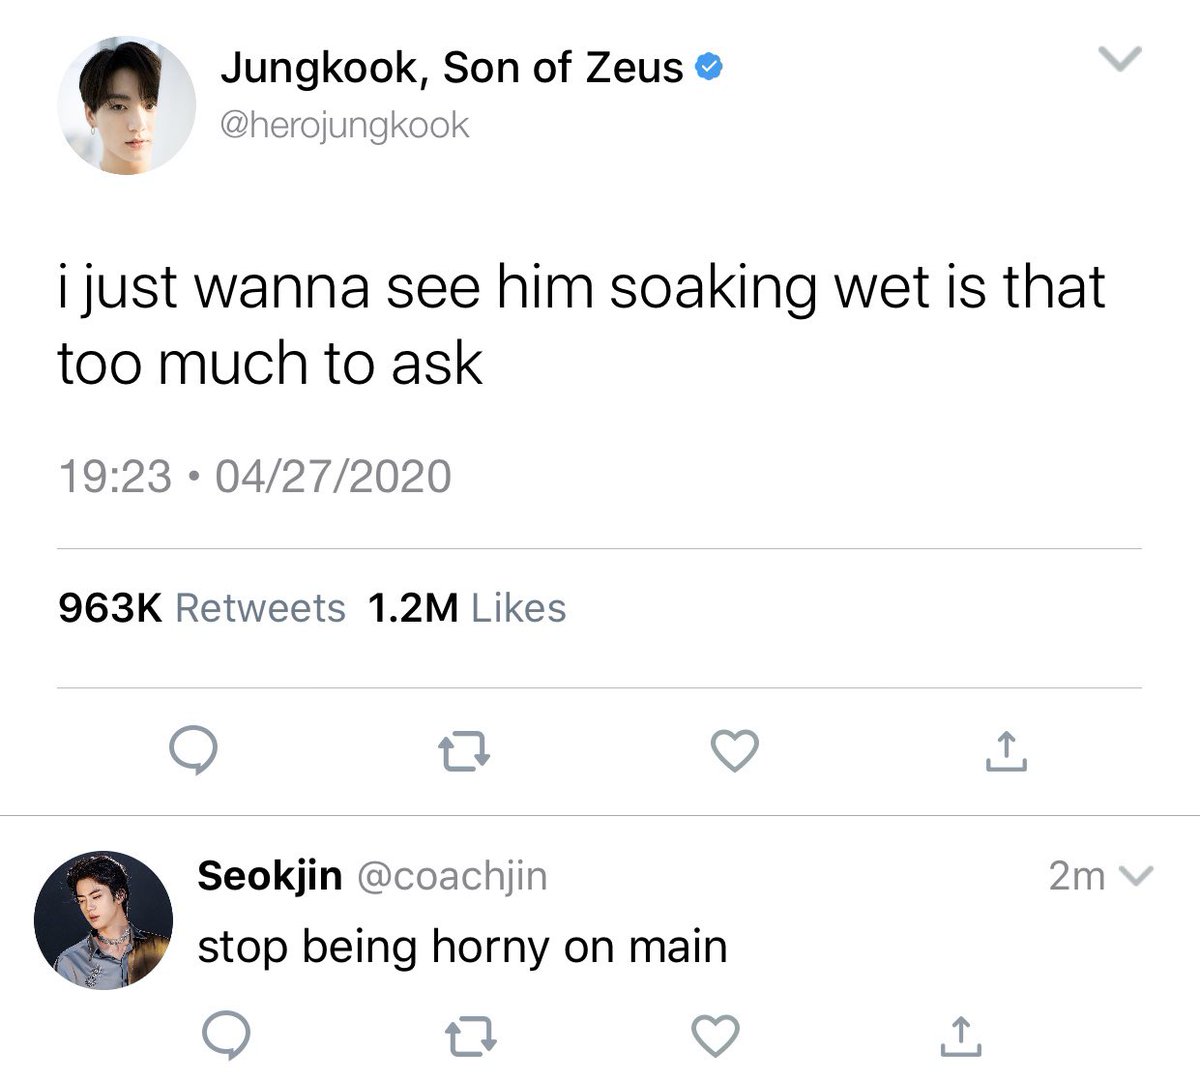 Jungkook, Son of Zeus
@herojungkook
i just wanna see him soaking wet is that
too much to ask
19:23 • 04/27/2020
963K Retweets 1.2M Likes
Seokjin @coachjin 2m
stop being horny on main